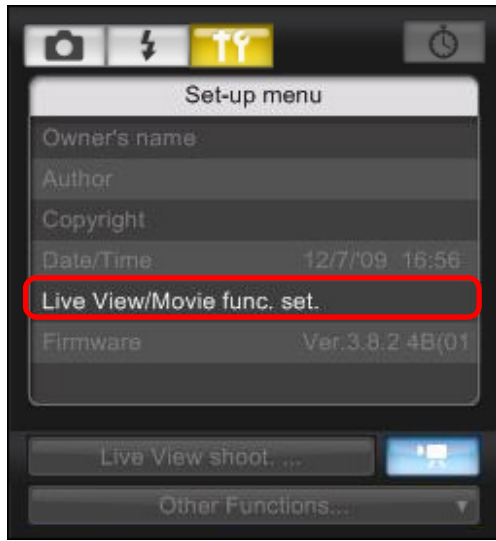 Set-up menu
Owner's name
Author
Copyright
Date/Time 12/7/'09 16:56
Live View/Movie func. set.
Firmware Ver.3.8.2 4B(01
Live View shoot. ...
Other Functions...